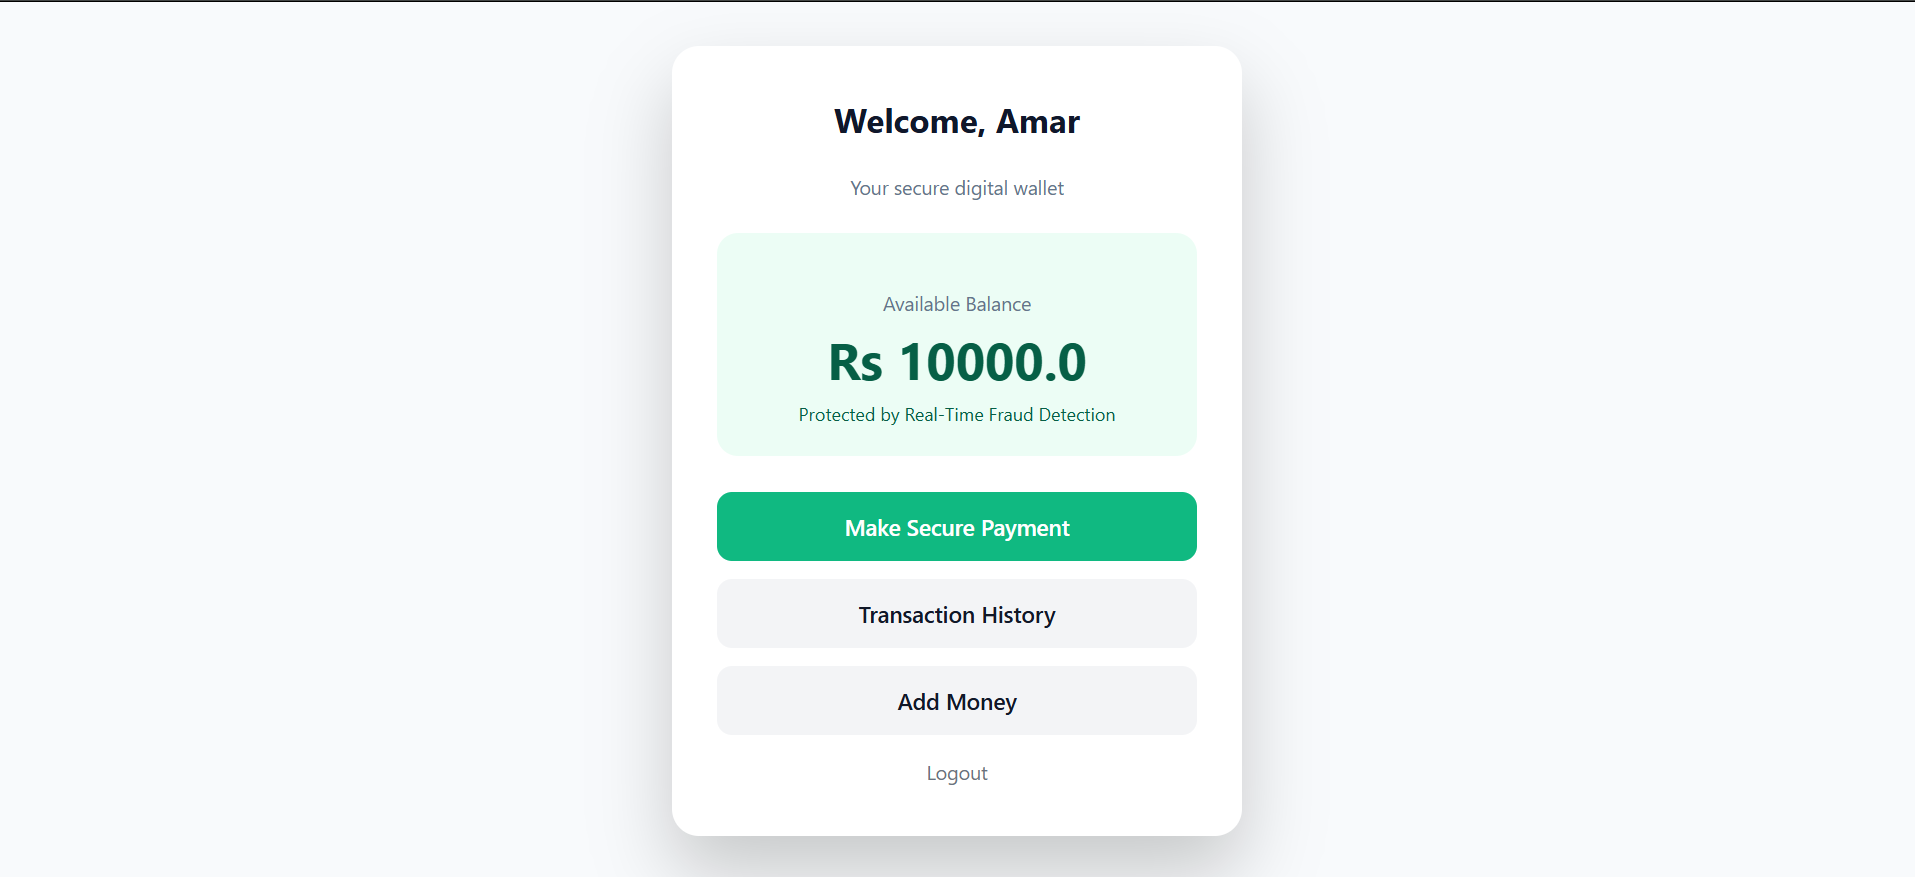 Welcome, Amar
Your secure digital wallet
Available Balance
Rs 10000.0
Protected by Real-Time Fraud Detection
Make Secure Payment
Transaction History
Add Money
Logout